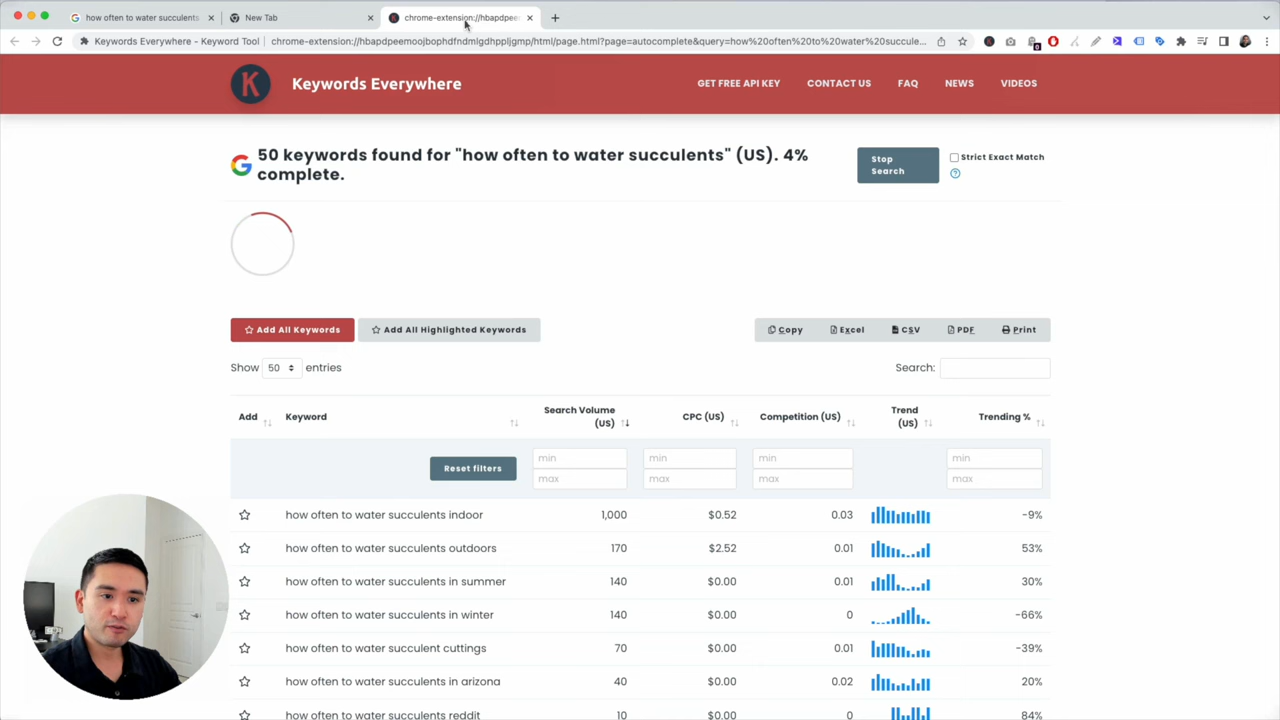 how often to water succulents
New Tab
chrome-extension://hbapdpee
Keywords Everywhere - Keyword Tool
chrome-extension://hbapdpeemoojbophdfndmlgdhppljgmp/html/page.html?page=autocomplete&query=how%20often%20to%20water%20succule...
K Keywords Everywhere
GET FREE API KEY CONTACT US FAQ NEWS VIDEOS
50 keywords found for "how often to water succulents" (US). 4%
complete.
Stop
Search
Strict Exact Match
?
Add All Keywords Add All Highlighted Keywords Copy Excel CSV PDF Print
Show 50 entries Search:
Add Keyword Search Volume (US) CPC (US) Competition (US) Trend (US) Trending %
Reset filters min min min min
max max max max
how often to water succulents indoor 1,000 $0.52 0.03 -9%
how often to water succulents outdoors 170 $2.52 0.01 53%
how often to water succulents in summer 140 $0.00 0.01 30%
how often to water succulents in winter 140 $0.00 0 -66%
how often to water succulent cuttings 70 $0.00 0.01 -39%
how often to water succulents in arizona 40 $0.00 0.02 20%
how often to water succulents reddit 10 $0.00 0 84%